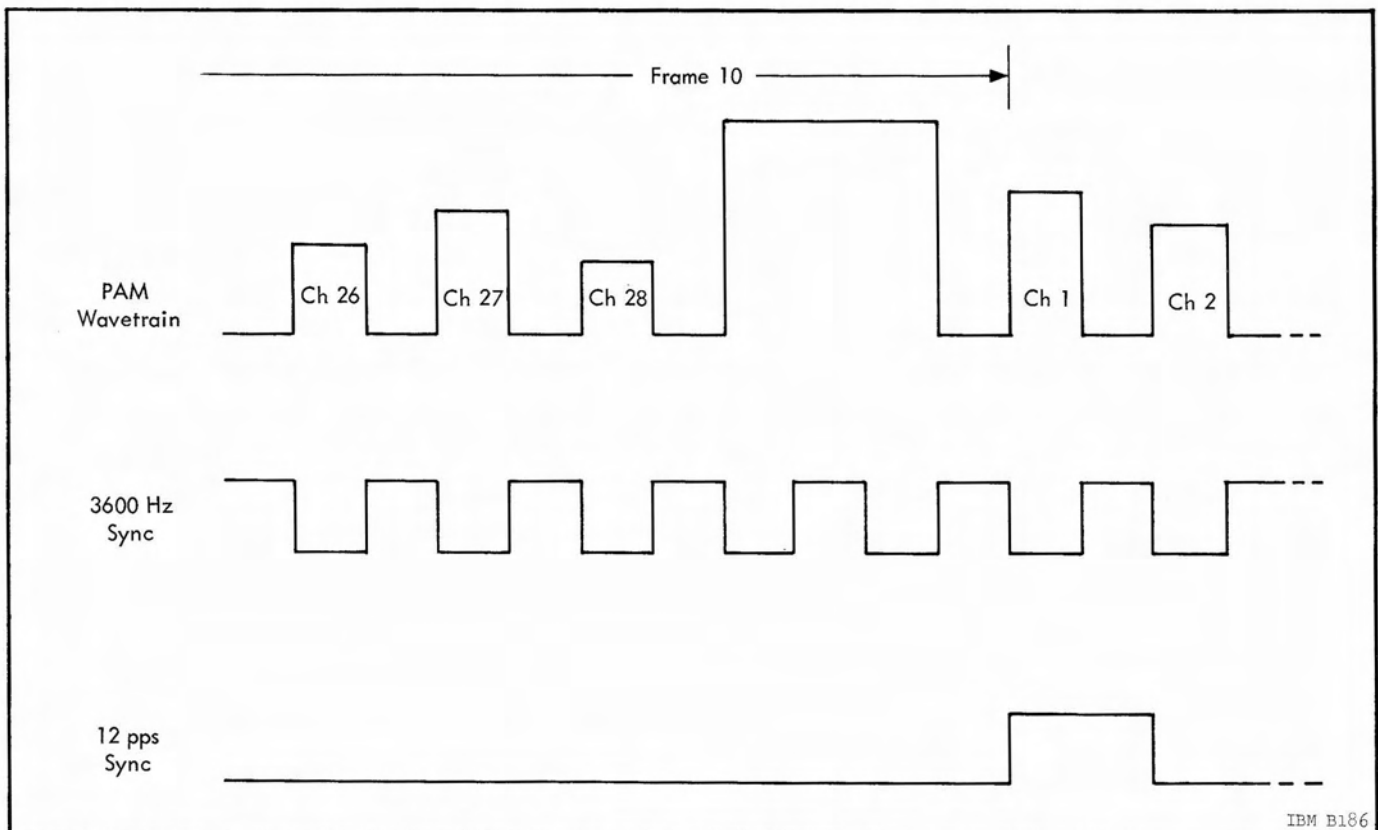 Frame 10
PAM
Wavetrain
Ch 26
Ch 27
Ch 28
Ch 1
Ch 2
3600 Hz
Sync
12 pps
Sync
IBM B186